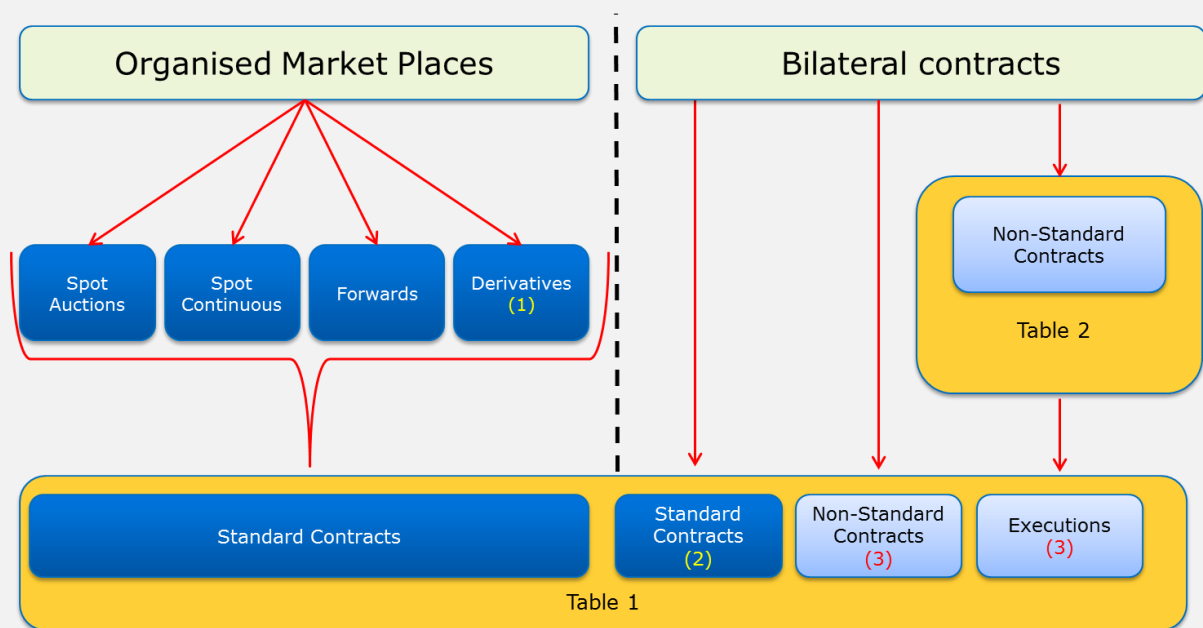 Organised Market Places
Bilateral contracts
Non-Standard
Contracts
Table 2
Spot
Auctions
Spot
Continuous
Forwards
Derivatives
(1)
Standard Contracts
Standard
Contracts
(2)
Non-Standard
Contracts
(3)
Executions
(3)
Table 1